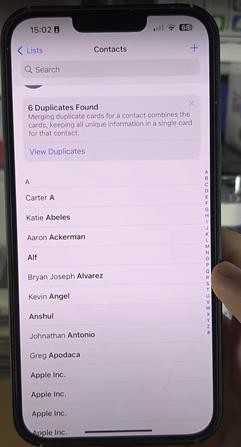 15:02
68
Lists
Contacts
+
Search
6 Duplicates Found
Merging duplicate cards for a contact combines the
cards, keeping all unique information in a single card
for that contact.
View Duplicates
A
Carter A
Katie Abeles
Aaron Ackerman
Alf
Bryan Joseph Alvarez
Kevin Angel
Anshul
Johnathan Antonio
Greg Apodaca
Apple Inc.
Apple Inc.
Apple Inc.
Apple Inc.
A
B
C
D
E
F
G
H
I
J
K
L
M
N
O
P
Q
R
S
T
U
V
W
X
Y
Z
#